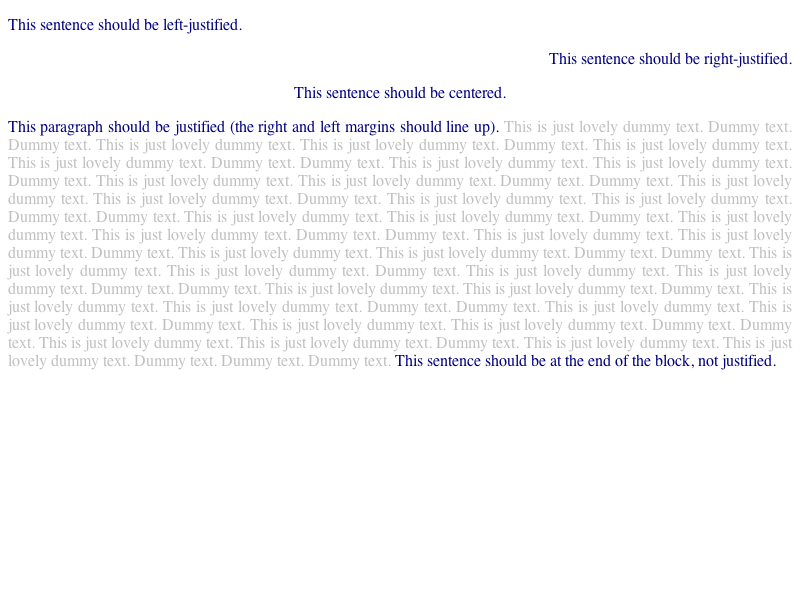 This sentence should be left-justified.
This sentence should be right-justified.
This sentence should be centered.
This paragraph should be justified (the right and left margins should line up). This is just lovely dummy text. Dummy text.
Dummy text. This is just lovely dummy text. This is just lovely dummy text. Dummy text. This is just lovely dummy text.
This is just lovely dummy text. Dummy text. Dummy text. This is just lovely dummy text. This is just lovely dummy text.
Dummy text. This is just lovely dummy text. This is just lovely dummy text. Dummy text. Dummy text. This is just lovely
dummy text. This is just lovely dummy text. Dummy text. This is just lovely dummy text. This is just lovely dummy text.
Dummy text. Dummy text. This is just lovely dummy text. This is just lovely dummy text. Dummy text. This is just lovely
dummy text. This is just lovely dummy text. Dummy text. Dummy text. This is just lovely dummy text. This is just lovely
dummy text. Dummy text. This is just lovely dummy text. This is just lovely dummy text. Dummy text. Dummy text. This is
just lovely dummy text. This is just lovely dummy text. Dummy text. This is just lovely dummy text. This is just lovely
dummy text. Dummy text. Dummy text. This is just lovely dummy text. This is just lovely dummy text. Dummy text. This is
just lovely dummy text. This is just lovely dummy text. Dummy text. Dummy text. This is just lovely dummy text. This is
just lovely dummy text. Dummy text. This is just lovely dummy text. This is just lovely dummy text. Dummy text. Dummy
text. This is just lovely dummy text. This is just lovely dummy text. Dummy text. This is just lovely dummy text. This is just
lovely dummy text. Dummy text. Dummy text. Dummy text. This sentence should be at the end of the block, not justified.